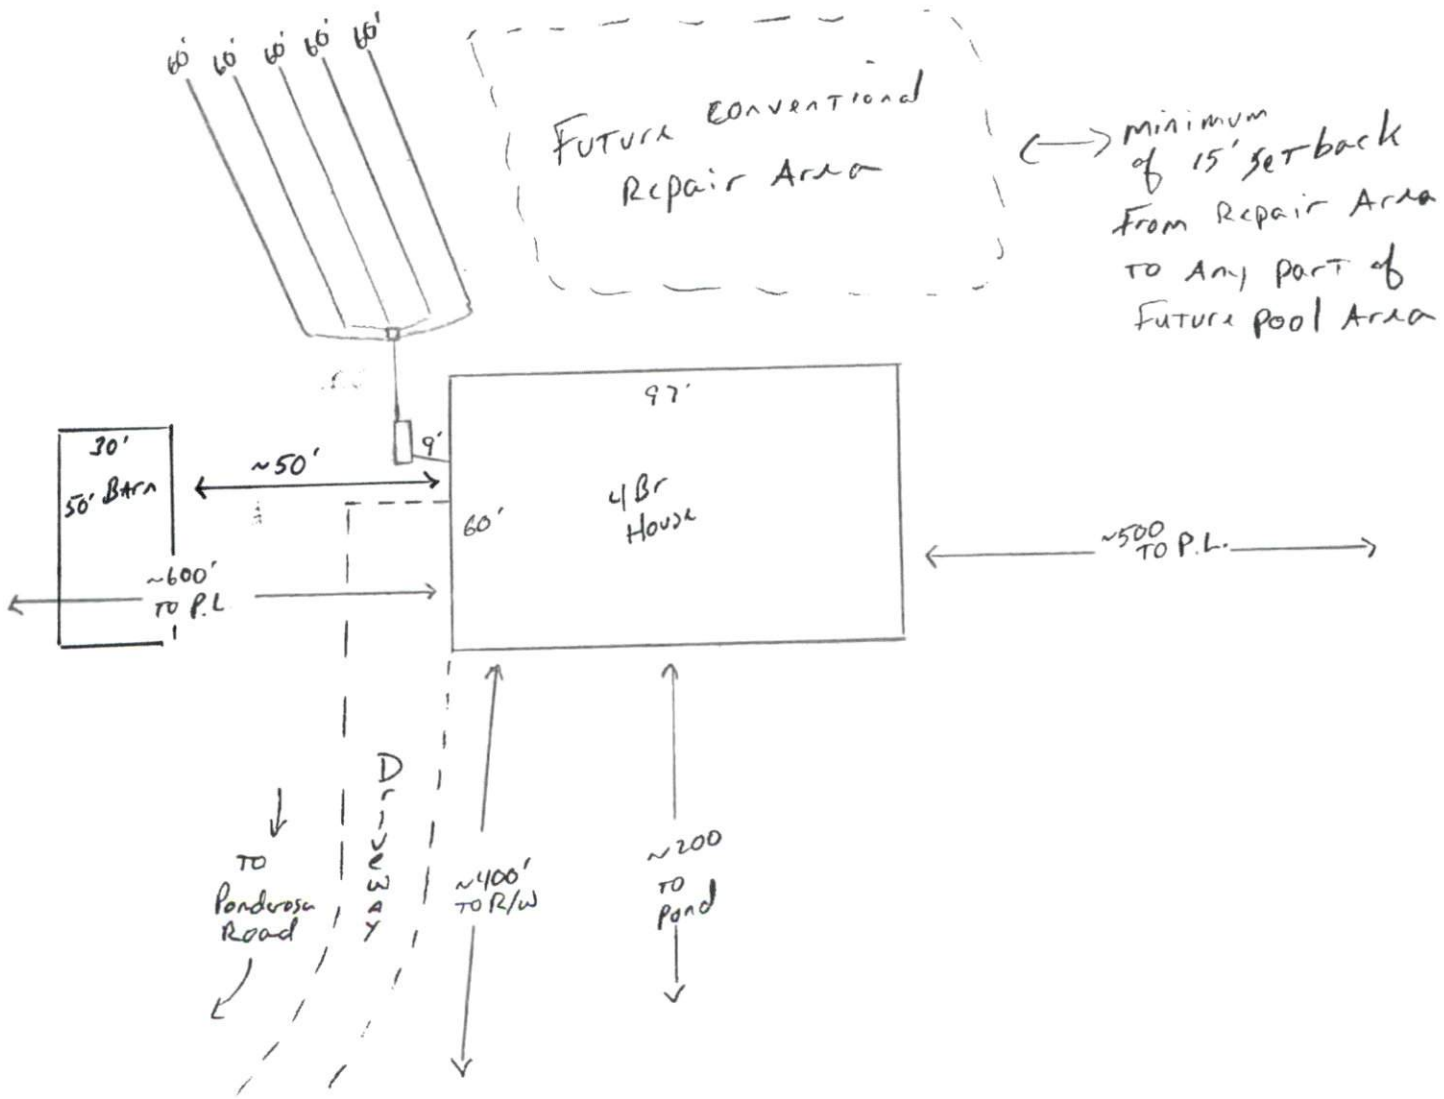 60' 60' 60' 60' 60'
Future Conventional
Repair Area
minimum
of 15' setback
From Repair Area
To Any Part of
Future Pool Area
97'
30'
50' Barn
~50'
9'
60'
4 Br
House
~500
TO P.L.
~600'
TO P.L
Driveway
~400'
TO R/W
~200
TO
Pond
TO
Ponderosa
Road